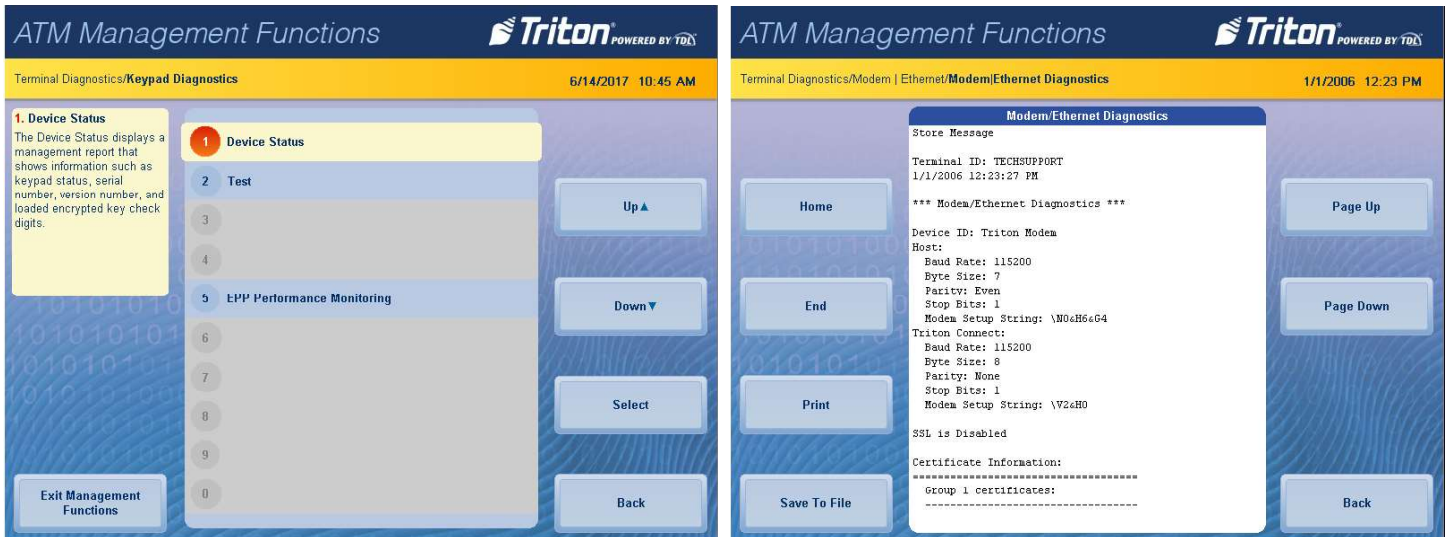 ATM Management Functions
Triton POWERED BY TDL
Terminal Diagnostics/Keypad Diagnostics
6/14/2017 10:45 AM
1. Device Status
The Device Status displays a
management report that
shows information such as
keypad status, serial
number, version number, and
loaded encrypted key check
digits.
1 Device Status
2 Test
3
4
5 EPP Performance Monitoring
6
7
8
9
0
Up▲
Down▼
Select
Exit Management
Functions
Back
ATM Management Functions
Triton POWERED BY TDL
Terminal Diagnostics/Modem | Ethernet/Modem|Ethernet Diagnostics
1/1/2006 12:23 PM
Home
End
Print
Save To File
Modem/Ethernet Diagnostics
Store Message
Terminal ID: TECHSUPPORT
1/1/2006 12:23:27 PM
*** Modem/Ethernet Diagnostics ***
Device ID: Triton Modem
Host:
Baud Rate: 115200
Byte Size: 7
Parity: Even
Stop Bits: 1
Modem Setup String: \N0&H6&G4
Triton Connect:
Baud Rate: 115200
Byte Size: 8
Parity: None
Stop Bits: 1
Modem Setup String: \V2&H0
SSL is Disabled
Certificate Information:
====================================
Group 1 certificates:
----------------------------------
Page Up
Page Down
Back